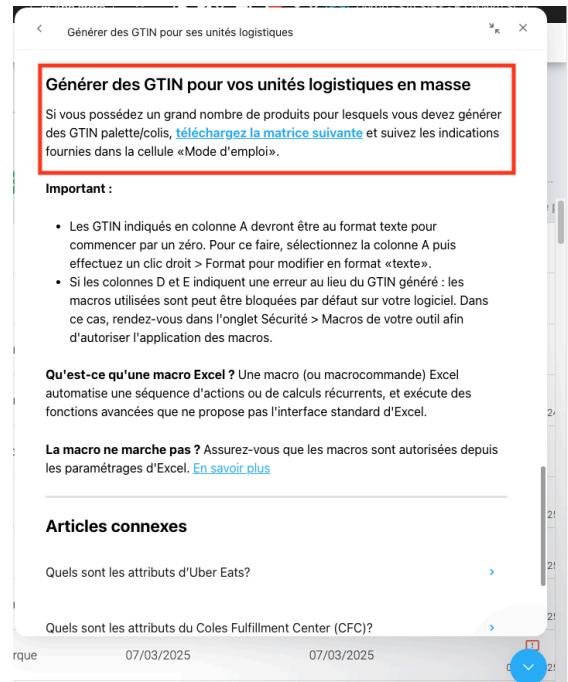 Générer des GTIN pour ses unités logistiques
Générer des GTIN pour vos unités logistiques en masse
Si vous possédez un grand nombre de produits pour lesquels vous devez générer
des GTIN palette/colis, téléchargez la matrice suivante et suivez les indications
fournies dans la cellule «Mode d'emploi».
Important :
• Les GTIN indiqués en colonne A devront être au format texte pour
commencer par un zéro. Pour ce faire, sélectionnez la colonne A puis
effectuez un clic droit > Format pour modifier en format «texte».
• Si les colonnes D et E indiquent une erreur au lieu du GTIN généré : les
macros utilisées sont peut être bloquées par défaut sur votre logiciel. Dans
ce cas, rendez-vous dans l'onglet Sécurité > Macros de votre outil afin
d'autoriser l'application des macros.
Qu'est-ce qu'une macro Excel ? Une macro (ou macrocommande) Excel
automatise une séquence d'actions ou de calculs récurrents, et exécute des
fonctions avancées que ne propose pas l'interface standard d'Excel.
La macro ne marche pas ? Assurez-vous que les macros sont autorisées depuis
les paramétrages d'Excel. En savoir plus
Articles connexes
Quels sont les attributs d'Uber Eats?
Quels sont les attributs du Coles Fulfillment Center (CFC)?
rque 07/03/2025 07/03/2025